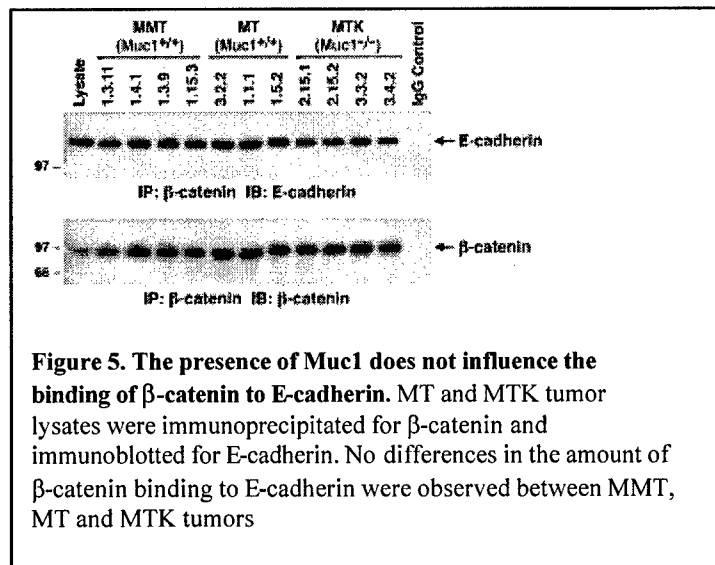 MMT MT MTK
(Muc1+/+) (Muc1+/+) (Muc1-/-)
Lysate 1.3.11 1.4.1 1.3.9 1.15.3 3.2.2 1.1.1 1.5.2 2.15.1 2.15.2 3.3.2 3.4.2 IgG Control
E-cadherin
97
IP: β-catenin IB: E-cadherin
97
β-catenin
66
IP: β-catenin IB: β-catenin
Figure 5. The presence of Muc1 does not influence the
binding of β-catenin to E-cadherin. MT and MTK tumor
lysates were immunoprecipitated for β-catenin and
immunoblotted for E-cadherin. No differences in the amount of
β-catenin binding to E-cadherin were observed between MMT,
MT and MTK tumors